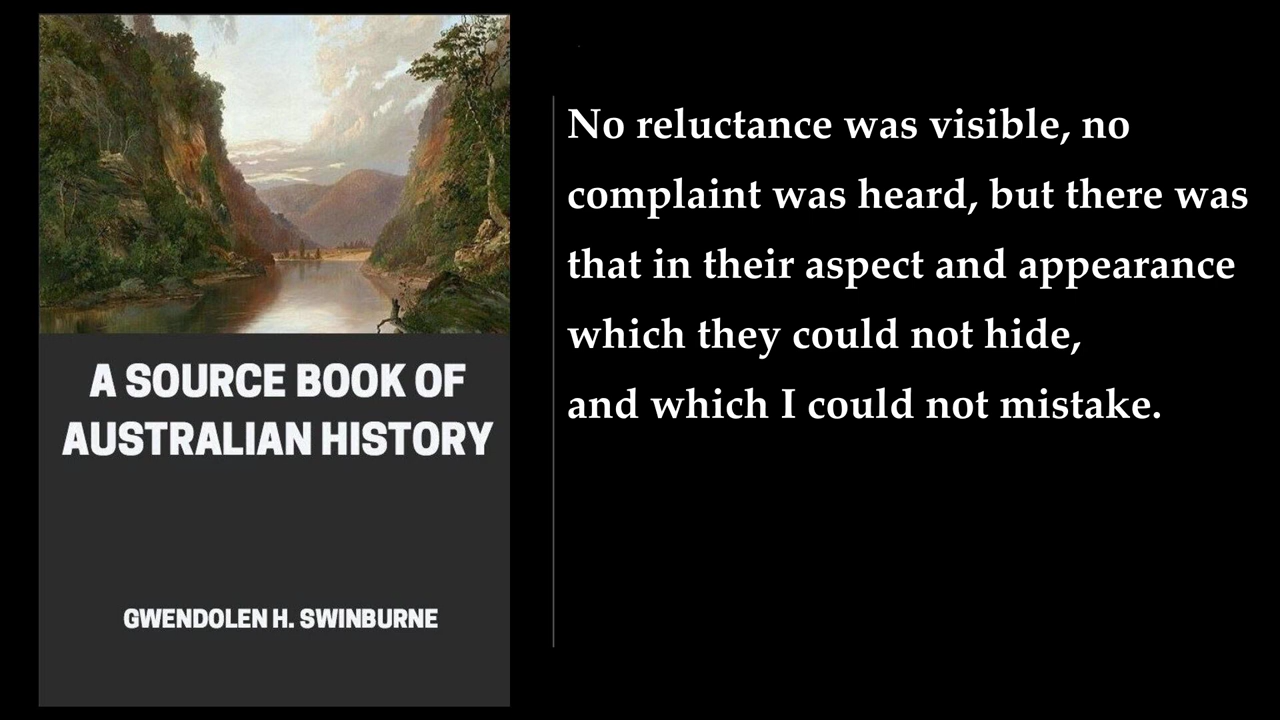 A SOURCE BOOK OF
AUSTRALIAN HISTORY
GWENDOLEN H. SWINBURNE
No reluctance was visible, no
complaint was heard, but there was
that in their aspect and appearance
which they could not hide,
and which I could not mistake.